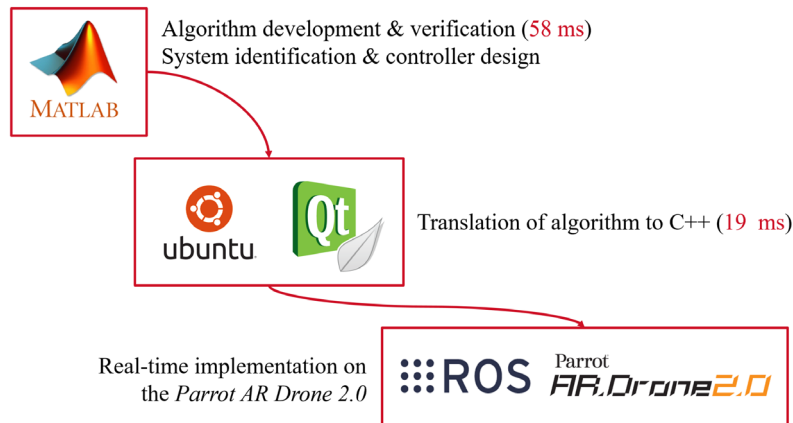 Algorithm development & verification (58 ms)
System identification & controller design
MATLAB
ubuntu
Qt
Translation of algorithm to C++ (19 ms)
Real-time implementation on
the Parrot AR Drone 2.0
ROS
Parrot
AR.Drone2.0